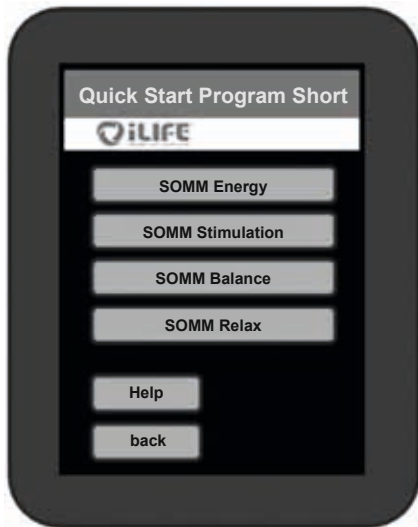 Quick Start Program Short
iLIFE
SOMM Energy
SOMM Stimulation
SOMM Balance
SOMM Relax
Help
back